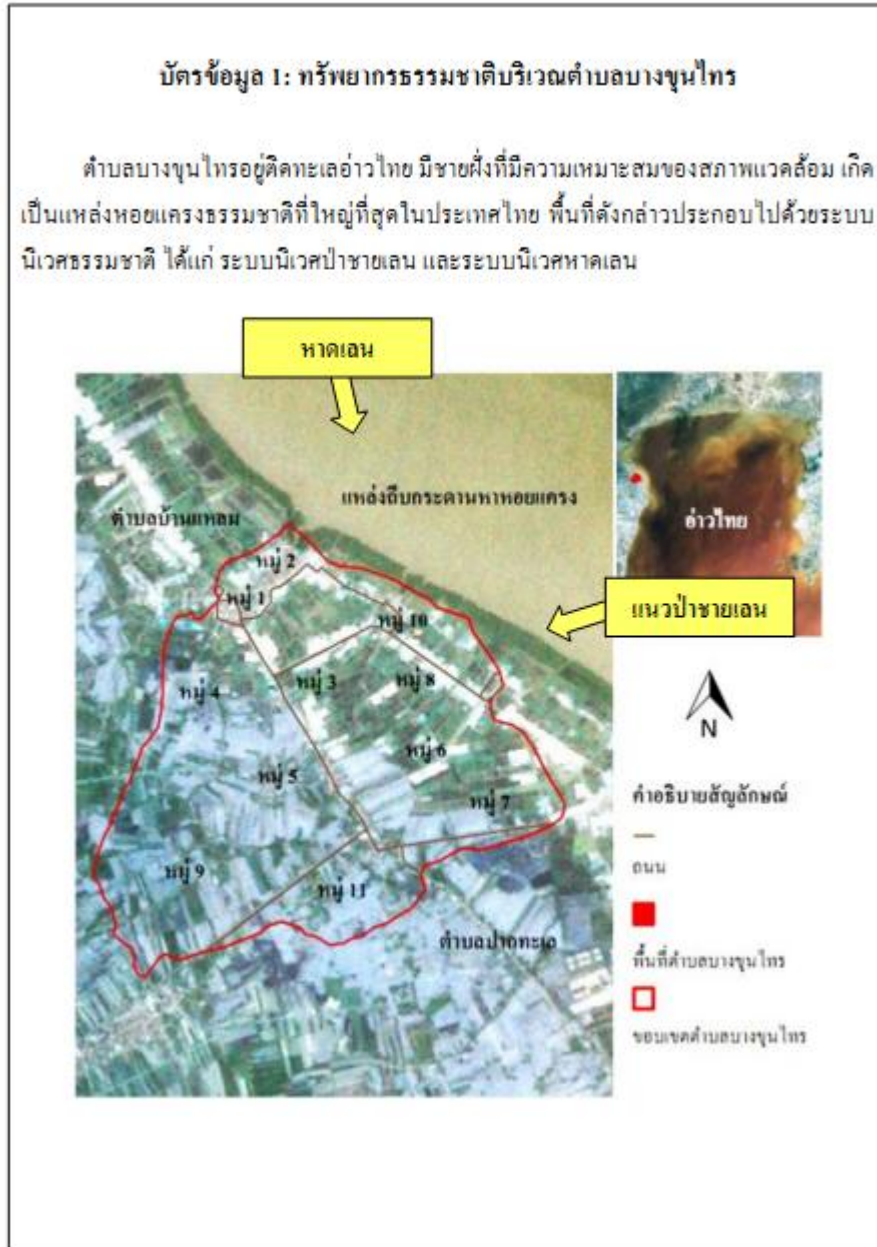 บัตรข้อมูล 1: ทรัพยากรธรรมชาติบริเวณตำบลบางขุนไทร
ตำบลบางขุนไทรอยู่ติดทะเลอ่าวไทย มีชายฝั่งที่มีความเหมาะสมของสภาพแวดล้อม เกิด
เป็นแหล่งหอยแครงธรรมชาติที่ใหญ่ที่สุดในประเทศไทย พื้นที่ดังกล่าวประกอบไปด้วยระบบ
นิเวศธรรมชาติ ได้แก่ ระบบนิเวศป่าชายเลน และระบบนิเวศหาดเลน
หาดเลน
แหล่งถีบกระดานหาหอยแครง
ตำบลบ้านแหลม
อ่าวไทย
หมู่ 2
หมู่ 1
แนวป่าชายเลน
หมู่ 10
หมู่ 3
หมู่ 8
หมู่ 4
หมู่ 6
หมู่ 5
หมู่ 7
หมู่ 9
หมู่ 11
ตำบลปากทะเล
N
คำอธิบายสัญลักษณ์
ถนน
พื้นที่ตำบลบางขุนไทร
ขอบเขตตำบลบางขุนไทร